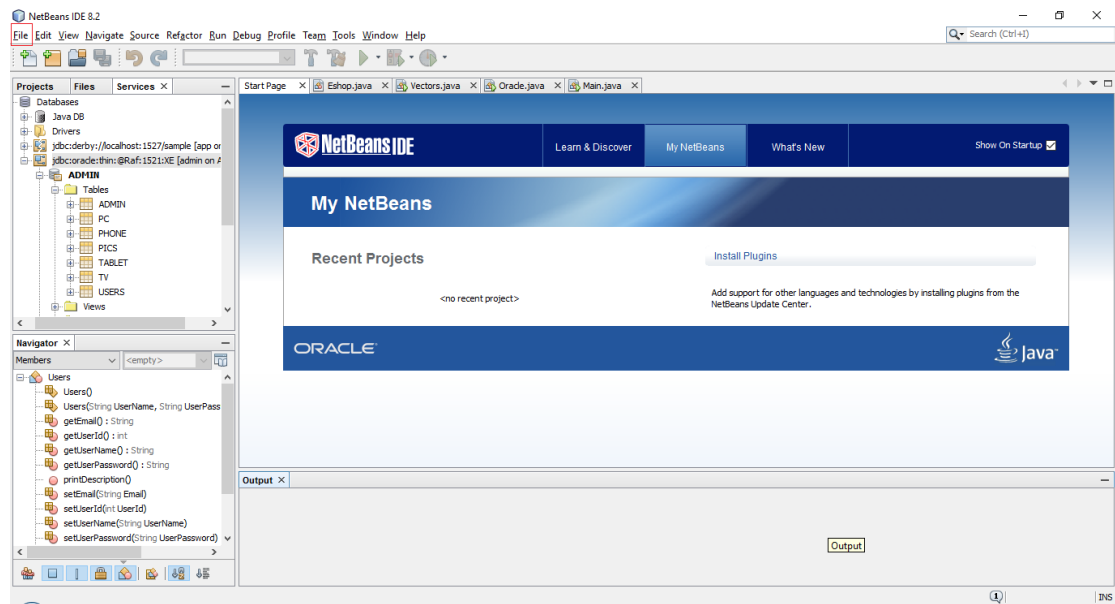 NetBeans IDE 8.2
File Edit View Navigate Source Refactor Run Debug Profile Team Tools Window Help
Search (Ctrl+I)
Projects Files Services
Start Page Eshop.java Vectors.java Oracle.java Main.java
Databases
Java DB
Drivers
jdbc:derby://localhost:1527/sample [app or
jdbc:oracle:thin:@Raf:1521:XE [admin on A
ADMIN
Tables
ADMIN
PC
PHONE
PICS
TABLET
TV
USERS
Views
NetBeans IDE
Learn & Discover
My NetBeans
What's New
Show On Startup
My NetBeans
Recent Projects
<no recent project>
Install Plugins
Add support for other languages and technologies by installing plugins from the
NetBeans Update Center.
ORACLE
Java
Navigator
Members <empty>
Users
Users()
Users(String UserName, String UserPass
getEmail() : String
getUserId() : int
getUserName() : String
getUserPassword() : String
printDescription()
setEmail(String Email)
setUserId(int UserId)
setUserName(String UserName)
setUserPassword(String UserPassword)
Output
Output
1
INS